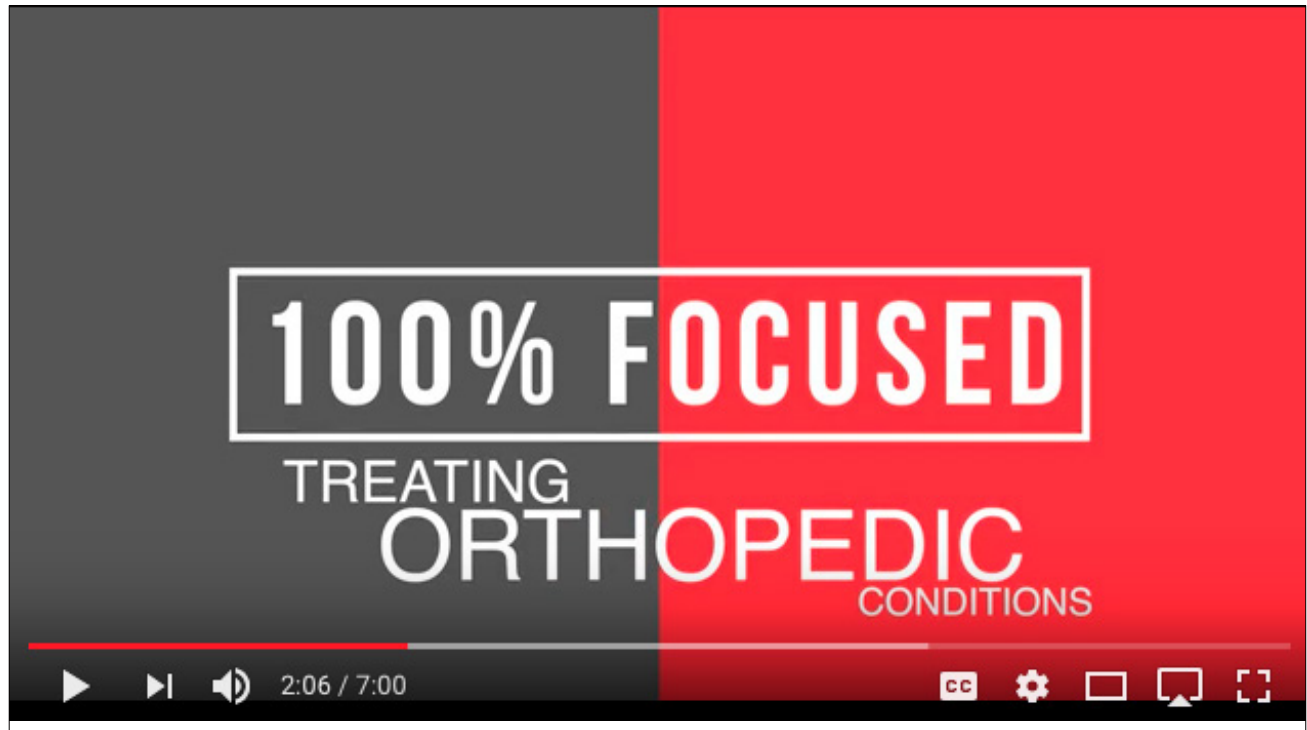 100% FOCUSED
TREATING
ORTHOPEDIC
CONDITIONS
2:06 / 7:00
CC